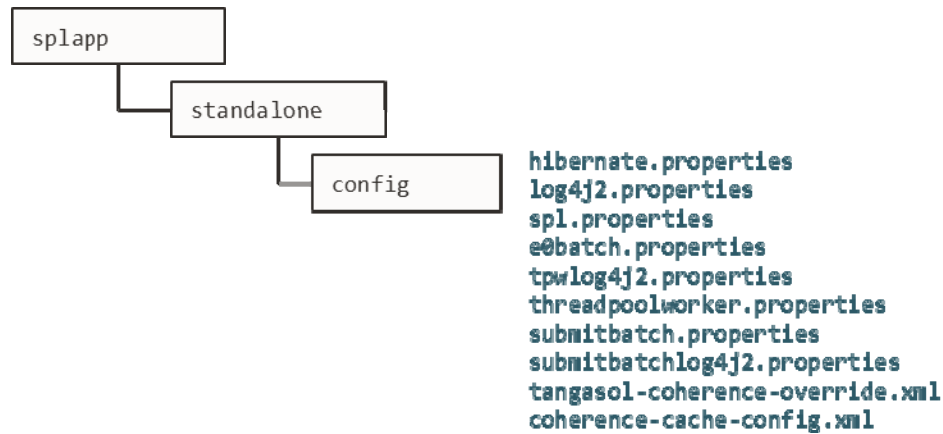 splapp
standalone
config
hibernate.properties
log4j2.properties
spl.properties
e0batch.properties
tpwlog4j2.properties
threadpoolworker.properties
submitbatch.properties
submitbatchlog4j2.properties
tangasol-coherence-override.xml
coherence-cache-config.xml